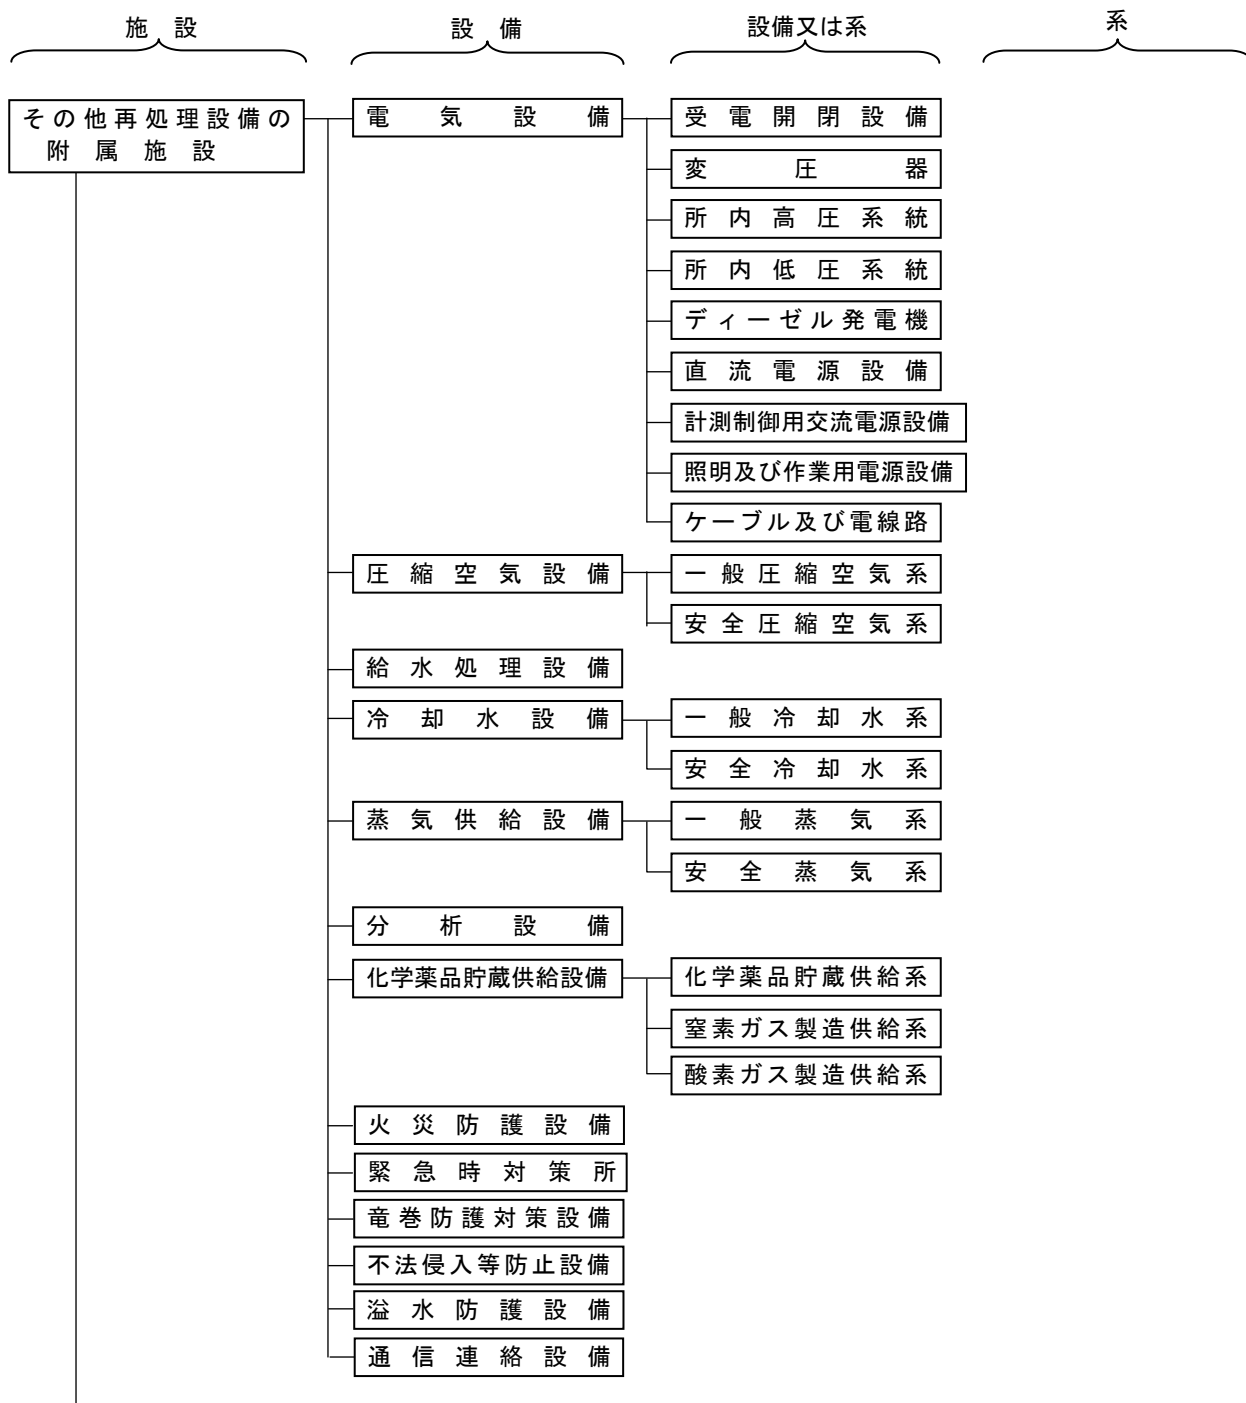 施 設
設 備
設備又は系
系
その他再処理設備の
附属施設
電気設備
受電開閉設備
変圧器
所内高圧系統
所内低圧系統
ディーゼル発電機
直流電源設備
計測制御用交流電源設備
照明及び作業用電源設備
ケーブル及び電線路
圧縮空気設備
一般圧縮空気系
安全圧縮空気系
給水処理設備
冷却水設備
一般冷却水系
安全冷却水系
蒸気供給設備
一般蒸気系
安全蒸気系
分析設備
化学薬品貯蔵供給設備
化学薬品貯蔵供給系
窒素ガス製造供給系
酸素ガス製造供給系
火災防護設備
緊急時対策所
竜巻防護対策設備
不法侵入等防止設備
溢水防護設備
通信連絡設備